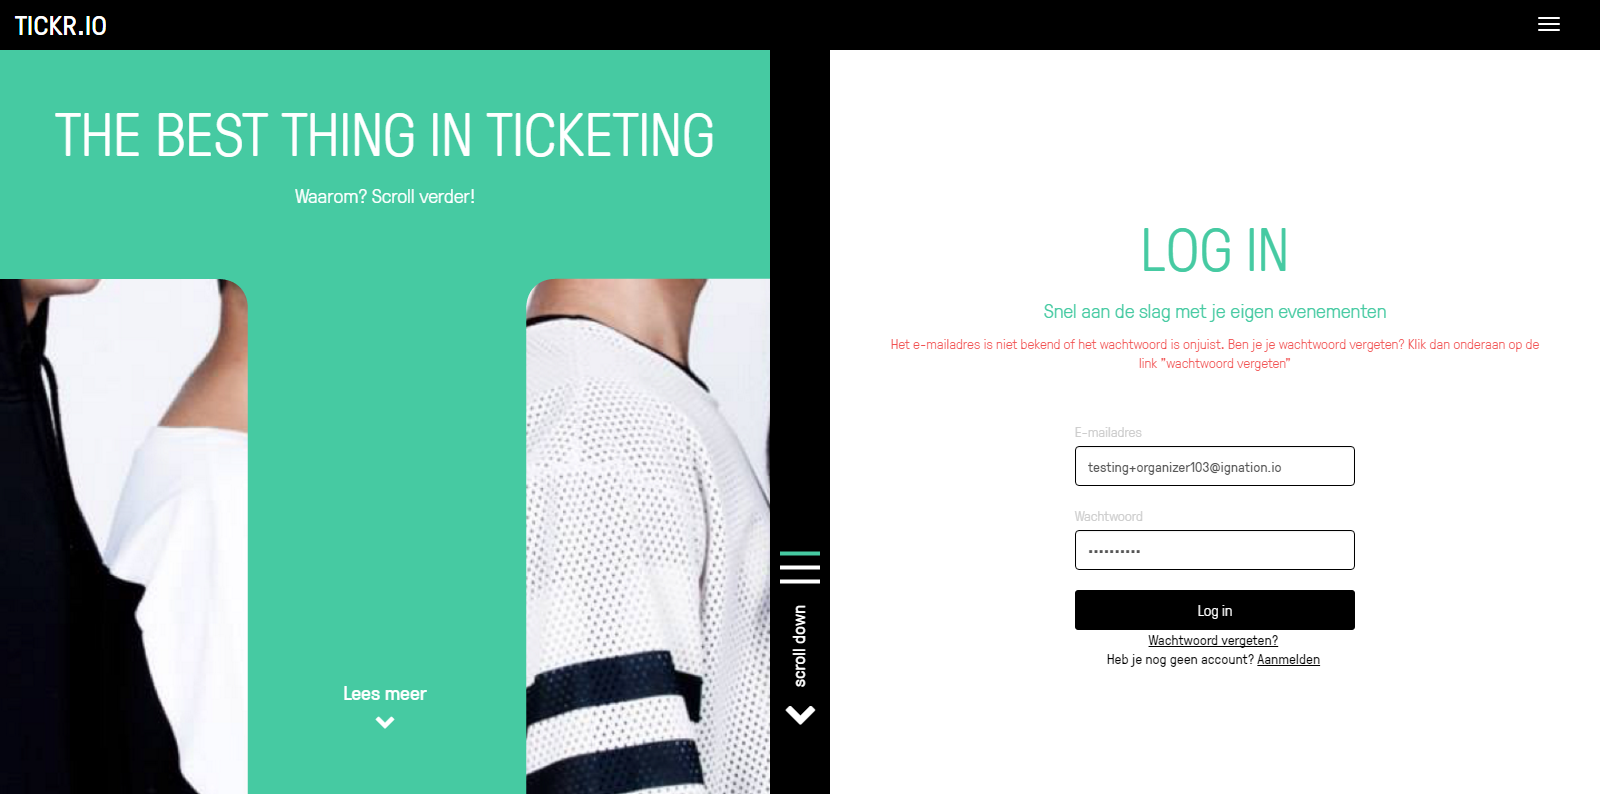 TICKR.IO
THE BEST THING IN TICKETING
Waarom? Scroll verder!
Lees meer
scroll down
LOG IN
Snel aan de slag met je eigen evenementen
Het e-mailadres is niet bekend of het wachtwoord is onjuist. Ben je je wachtwoord vergeten? Klik dan onderaan op de
link "wachtwoord vergeten"
E-mailadres
testing+organizer103@ignation.io
Wachtwoord
••••••••••
Log in
Wachtwoord vergeten?
Heb je nog geen account? Aanmelden